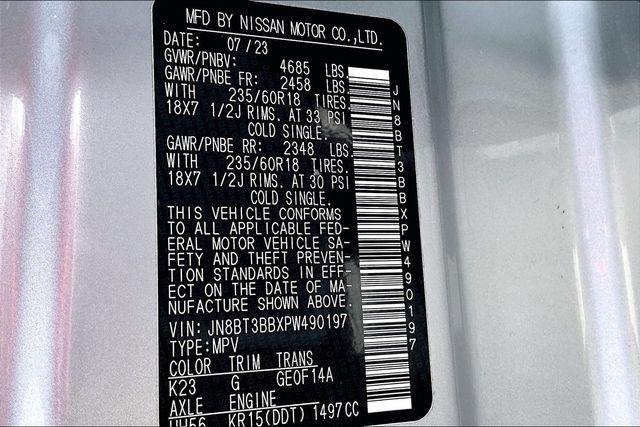 MFD BY NISSAN MOTOR CO.,LTD.
DATE: 07/23
GVWR/PNBV: 4685 LBS.
GAWR/PNBE FR: 2458 LBS.
WITH 235/60R18 TIRES
18X7 1/2J RIMS. AT 33 PSI
COLD SINGLE.
GAWR/PNBE RR: 2348 LBS.
WITH 235/60R18 TIRES.
18X7 1/2J RIMS. AT 30 PSI
COLD SINGLE.
THIS VEHICLE CONFORMS
TO ALL APPLICABLE FED-
ERAL MOTOR VEHICLE SA-
FETY AND THEFT PREVEN-
TION STANDARDS IN EFF-
ECT ON THE DATE OF MA-
NUFACTURE SHOWN ABOVE.
VIN: JN8BT3BBXPW490197
TYPE:MPV
COLOR TRIM TRANS
K23 G GE0F14A
AXLE ENGINE
UH56 KR15(DDT) 1497CC
JN8BT3BBXPW490197